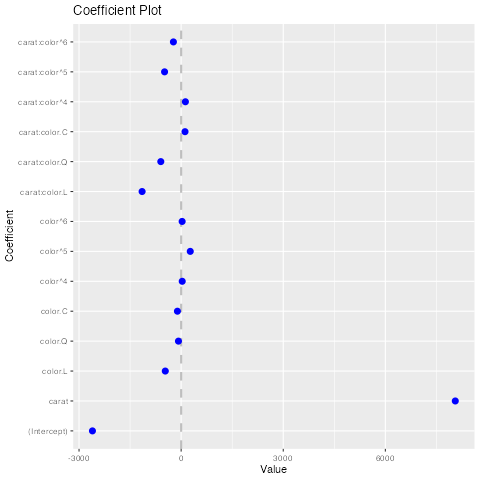 Coefficient Plot
carat:color^6
carat:color^5
carat:color^4
carat:color.C
carat:color.Q
carat:color.L
color^6
color^5
color^4
color.C
color.Q
color.L
carat
(Intercept)
Coefficient
-3000 0 3000 6000
Value